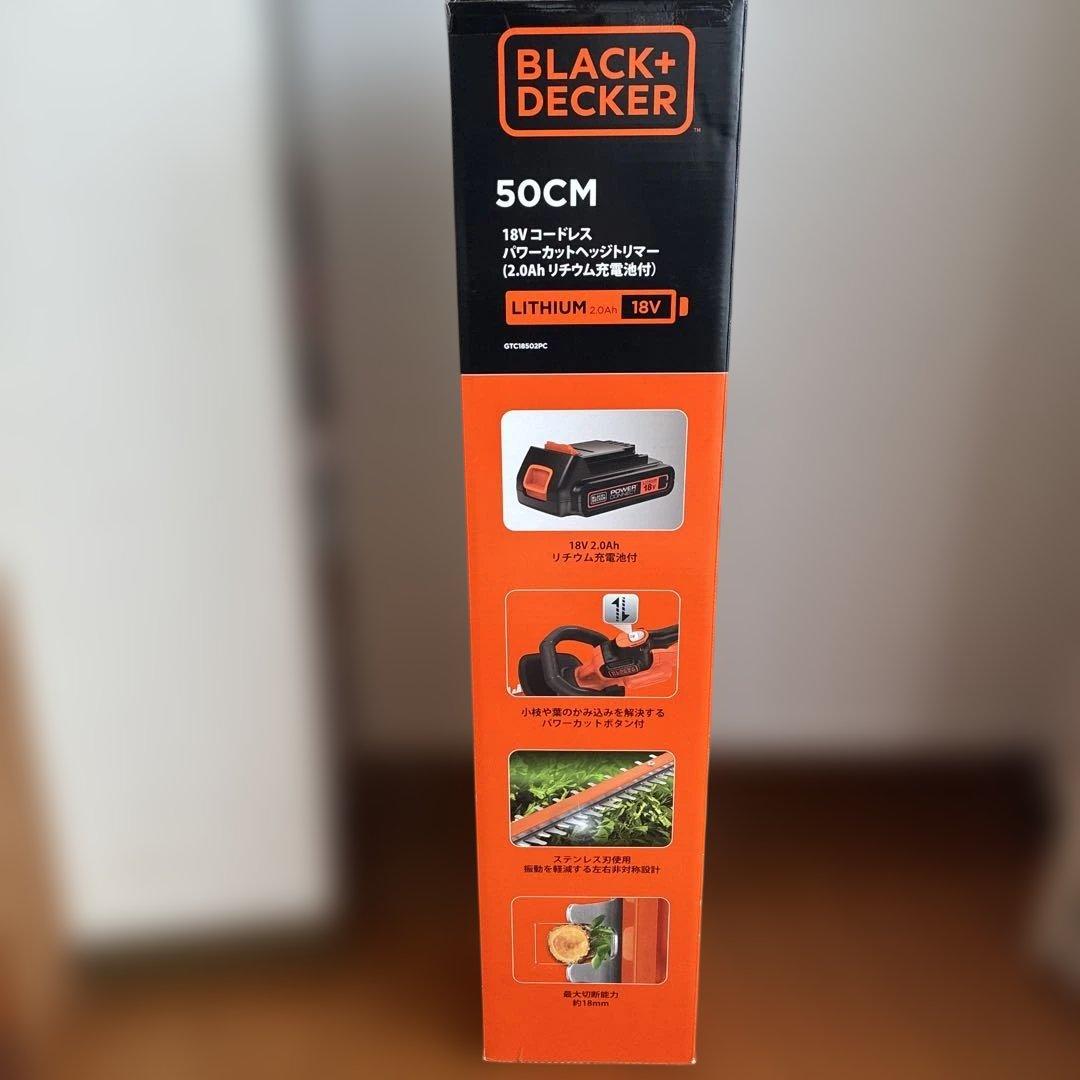 BLACK+
DECKER
TM
50CM
18V コードレス
パワーカットヘッジトリマー
(2.0Ah リチウム充電池付)
LITHIUM 2.0Ah 18V
GTC18502PC
BLACK+
DECKER
POWER
CONNECT
LITHIUM
18V
18V 2.0Ah
リチウム充電池付
小枝や葉のかみ込みを解決する
パワーカットボタン付
ステンレス刃使用
振動を軽減する左右非対称設計
最大切断能力
約18mm